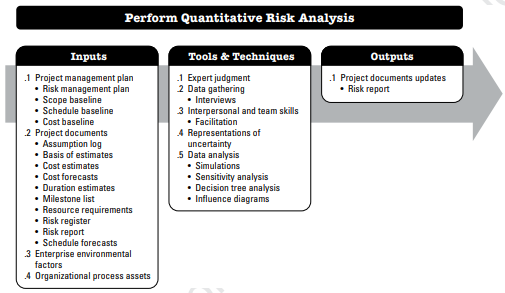 Perform Quantitative Risk Analysis
Inputs
.1 Project management plan
• Risk management plan
• Scope baseline
• Schedule baseline
• Cost baseline
.2 Project documents
• Assumption log
• Basis of estimates
• Cost estimates
• Cost forecasts
• Duration estimates
• Milestone list
• Resource requirements
• Risk register
• Risk report
• Schedule forecasts
.3 Enterprise environmental
factors
.4 Organizational process assets
Tools & Techniques
.1 Expert judgment
.2 Data gathering
• Interviews
.3 Interpersonal and team skills
• Facilitation
.4 Representations of
uncertainty
.5 Data analysis
• Simulations
• Sensitivity analysis
• Decision tree analysis
• Influence diagrams
Outputs
.1 Project documents updates
• Risk report